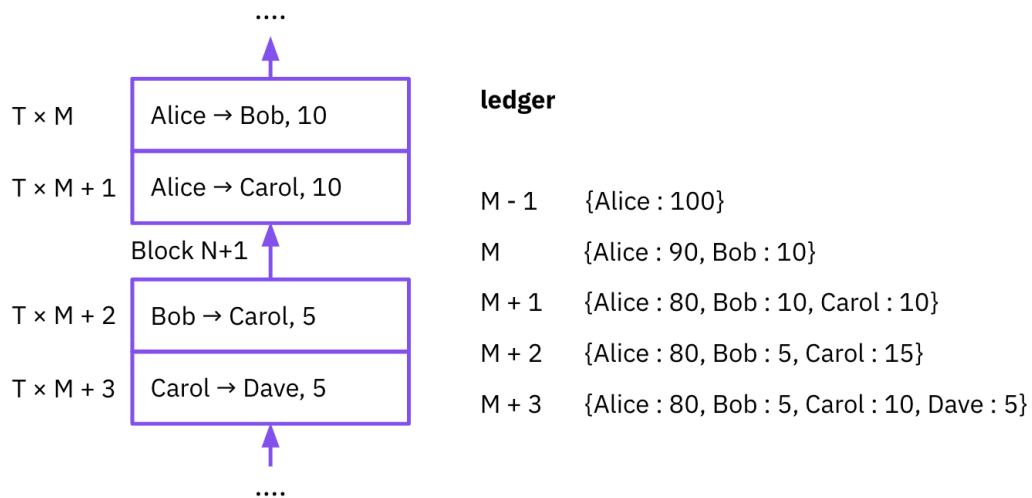 ....
T × M
Alice → Bob, 10
T × M + 1
Alice → Carol, 10
Block N+1
T × M + 2
Bob → Carol, 5
T × M + 3
Carol → Dave, 5
....
ledger
M - 1 {Alice : 100}
M {Alice : 90, Bob : 10}
M + 1 {Alice : 80, Bob : 10, Carol : 10}
M + 2 {Alice : 80, Bob : 5, Carol : 15}
M + 3 {Alice : 80, Bob : 5, Carol : 10, Dave : 5}